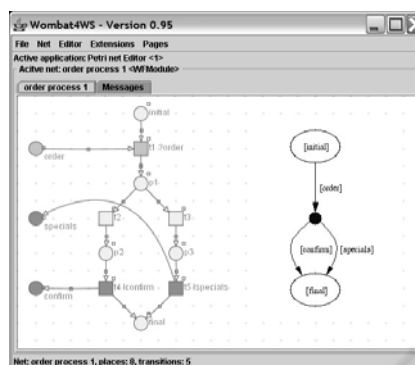 Wombat4WS - Version 0.95
File Net Editor Extensions Pages
Active application: Petri net Editor <1>
Acitve net: order process 1 <WFModule>
order process 1 Messages
initial
t1 ?order
order
p1
t2
t3
specials
p2
p3
t4 !confirm
t5 !specials
confirm
final
[initial]
[order]
[confirm]
[specials]
[final]
Net: order process 1, places: 8, transitions: 5